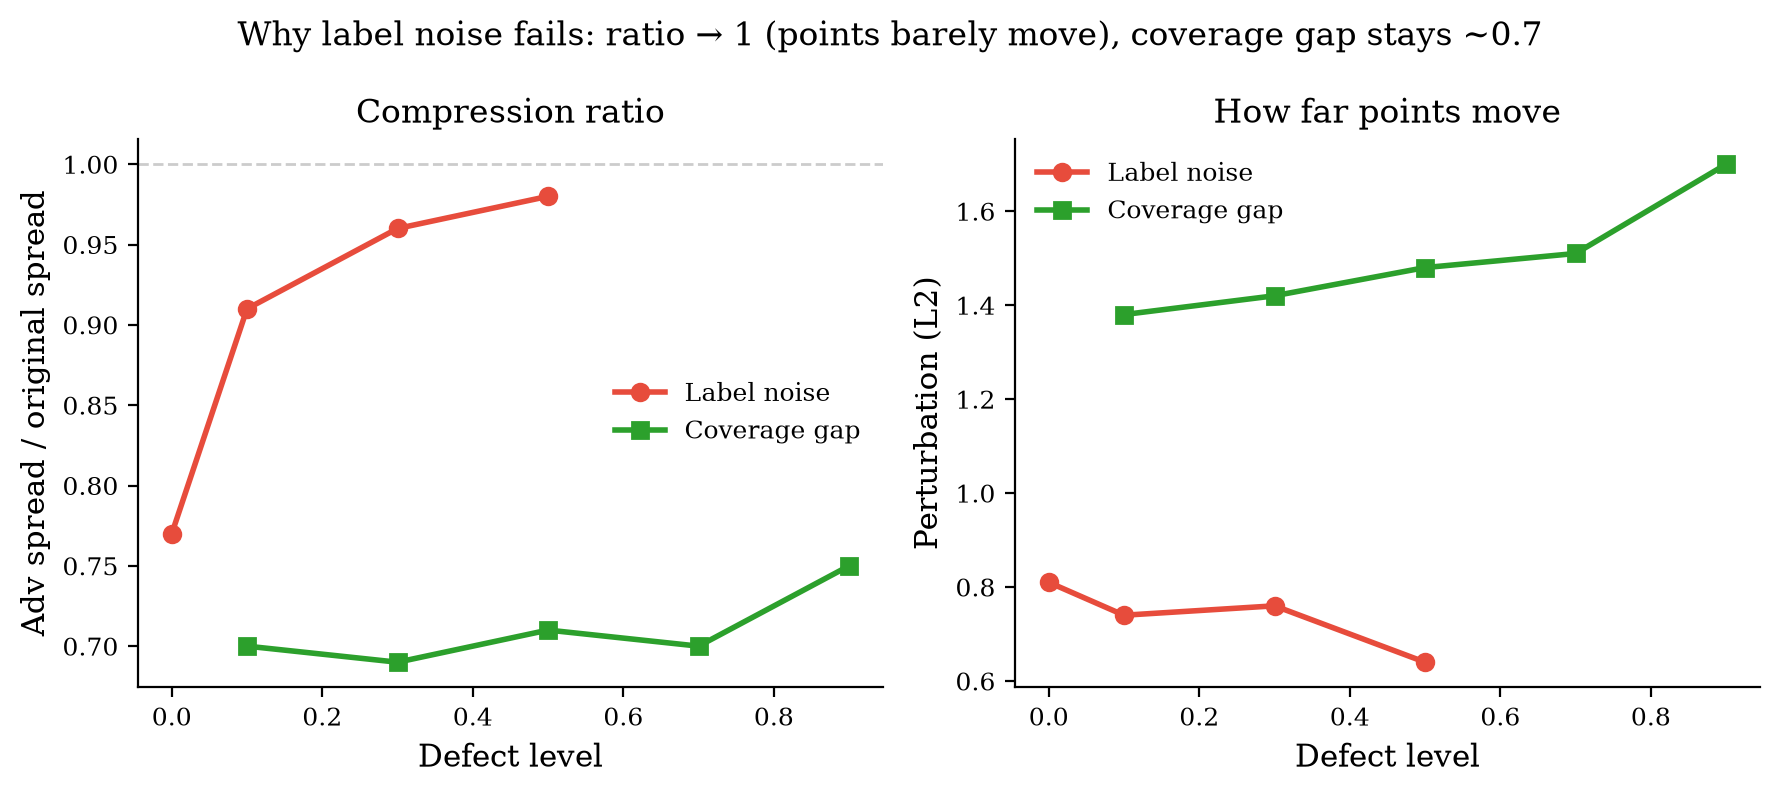 Why label noise fails: ratio → 1 (points barely move), coverage gap stays ~0.7
Compression ratio
Adv spread / original spread
1.00
0.95
0.90
0.85
0.80
0.75
0.70
Label noise
Coverage gap
0.0 0.2 0.4 0.6 0.8
Defect level
How far points move
Perturbation (L2)
1.6
1.4
1.2
1.0
0.8
0.6
Label noise
Coverage gap
0.0 0.2 0.4 0.6 0.8
Defect level